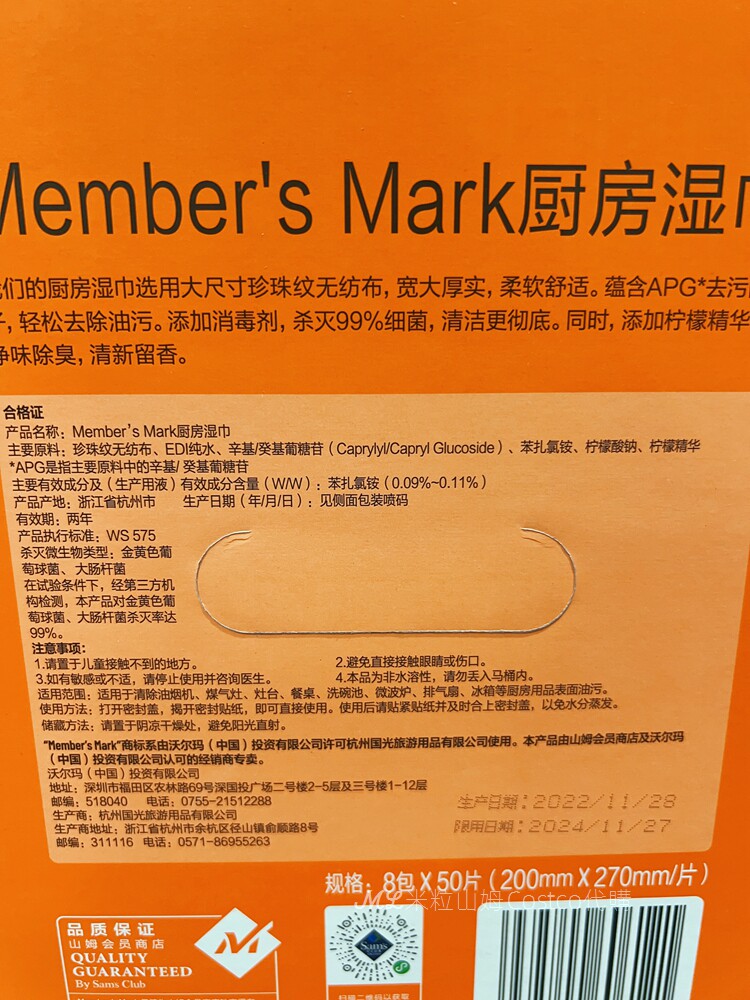 Member's Mark厨房湿巾
我们的厨房湿巾选用大尺寸珍珠纹无纺布，宽大厚实，柔软舒适。蕴含APG*去污
子，轻松去除油污。添加消毒剂，杀灭99%细菌，清洁更彻底。同时，添加柠檬精华
净味除臭，清新留香。
合格证
产品名称：Member's Mark厨房湿巾
主要原料：珍珠纹无纺布、EDI纯水、辛基/癸基葡糖苷（Caprylyl/Capryl Glucoside）、苯扎氯铵、柠檬酸钠、柠檬精华
*APG是指主要原料中的辛基/ 癸基葡糖苷
主要有效成分及（生产用液）有效成分含量（W/W）：苯扎氯铵（0.09%~0.11%）
产品产地：浙江省杭州市 生产日期（年/月/日）：见侧面包装喷码
有效期：两年
产品执行标准：WS 575
杀灭微生物类型：金黄色葡
萄球菌、大肠杆菌
在试验条件下，经第三方机
构检测，本产品对金黄色葡
萄球菌、大肠杆菌杀灭率达
99%。
注意事项：
1.请置于儿童接触不到的地方。 2.避免直接接触眼睛或伤口。
3.如有敏感或不适，请停止使用并咨询医生。 4.本品为非水溶性，请勿丢入马桶内。
适用范围：适用于清除油烟机、煤气灶、灶台、餐桌、洗碗池、微波炉、排气扇、冰箱等厨房用品表面油污。
使用方法：打开密封盖，揭开密封贴纸，即可直接使用。使用后请贴紧贴纸并及时合上密封盖，以免水分蒸发。
储藏方法：请置于阴凉干燥处，避免阳光直射。
"Member's Mark"商标系由沃尔玛（中国）投资有限公司许可杭州国光旅游用品有限公司使用。本产品由山姆会员商店及沃尔玛
（中国）投资有限公司认可的经销商专卖。
沃尔玛（中国）投资有限公司
地址：深圳市福田区农林路69号深国投广场二号楼2-5层及三号楼1-12层
邮编：518040 电话：0755-21512288
生产商：杭州国光旅游用品有限公司
生产商地址：浙江省杭州市余杭区径山镇俞顺路8号
邮编：311116 电话：0571-86955263
生产日期：2022/11/28
限用日期：2024/11/27
规格：8包X50片（200mmX270mm/片）
米粒山姆Costco代購
品质保证
山姆会员商店
QUALITY
GUARANTEED
By Sams Club
Sams
扫描二维码以获取